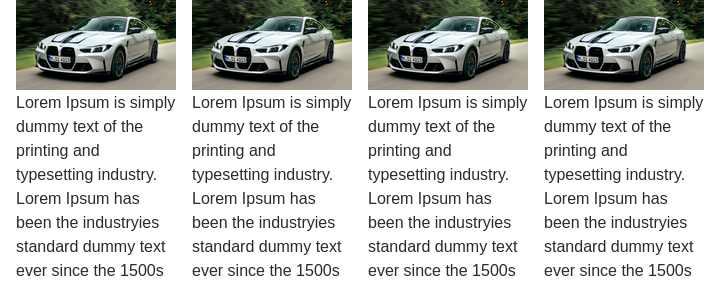 Lorem Ipsum is simply
dummy text of the
printing and
typesetting industry.
Lorem Ipsum has
been the industryies
standard dummy text
ever since the 1500s
Lorem Ipsum is simply
dummy text of the
printing and
typesetting industry.
Lorem Ipsum has
been the industryies
standard dummy text
ever since the 1500s
Lorem Ipsum is simply
dummy text of the
printing and
typesetting industry.
Lorem Ipsum has
been the industryies
standard dummy text
ever since the 1500s
Lorem Ipsum is simply
dummy text of the
printing and
typesetting industry.
Lorem Ipsum has
been the industryies
standard dummy text
ever since the 1500s